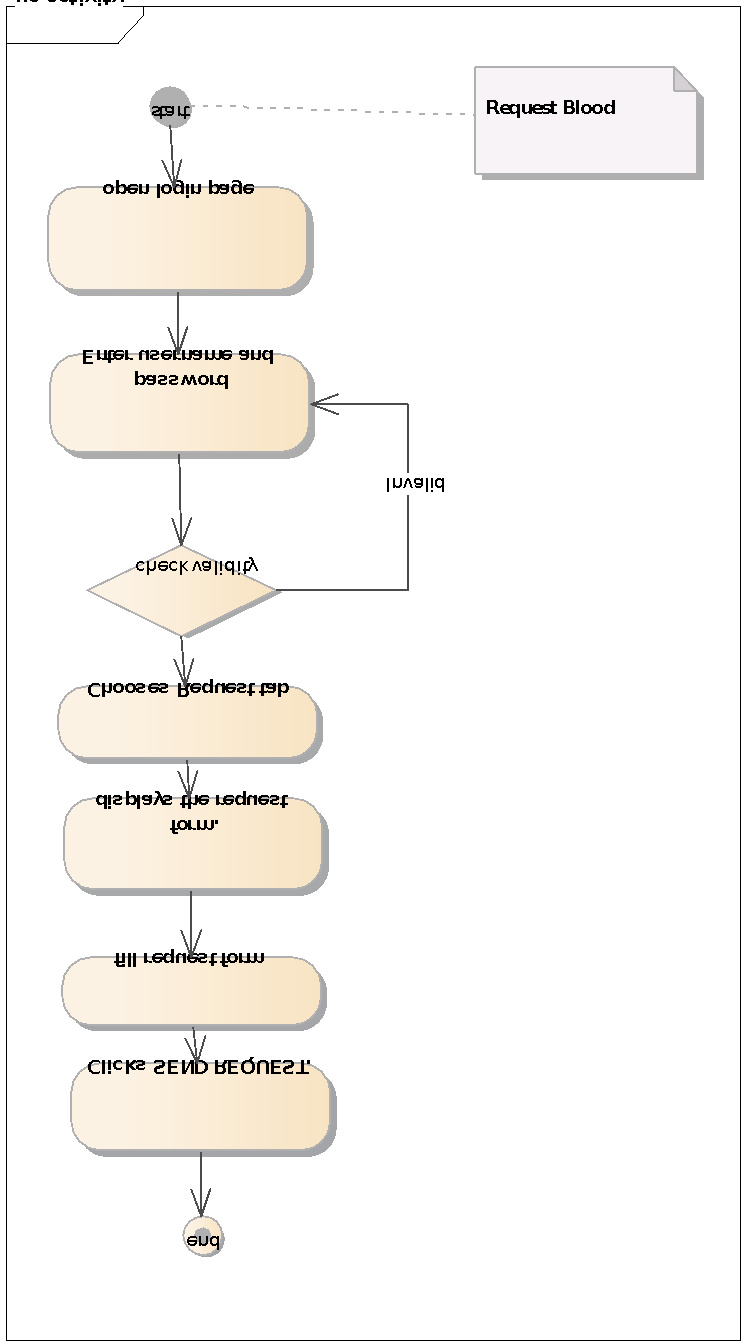 start
Request Blood
open login page
Enter username and
password
Invalid
check validity
Chooses Request tab
displays the request
form.
fill request form
Clicks SEND REQUEST.
end